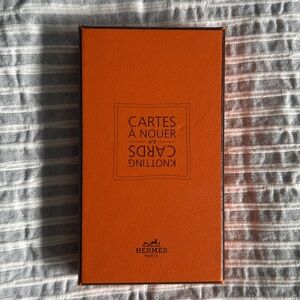 CARTES
À NOUER
KNOTTING
CARDS
HERMÈS
PARIS